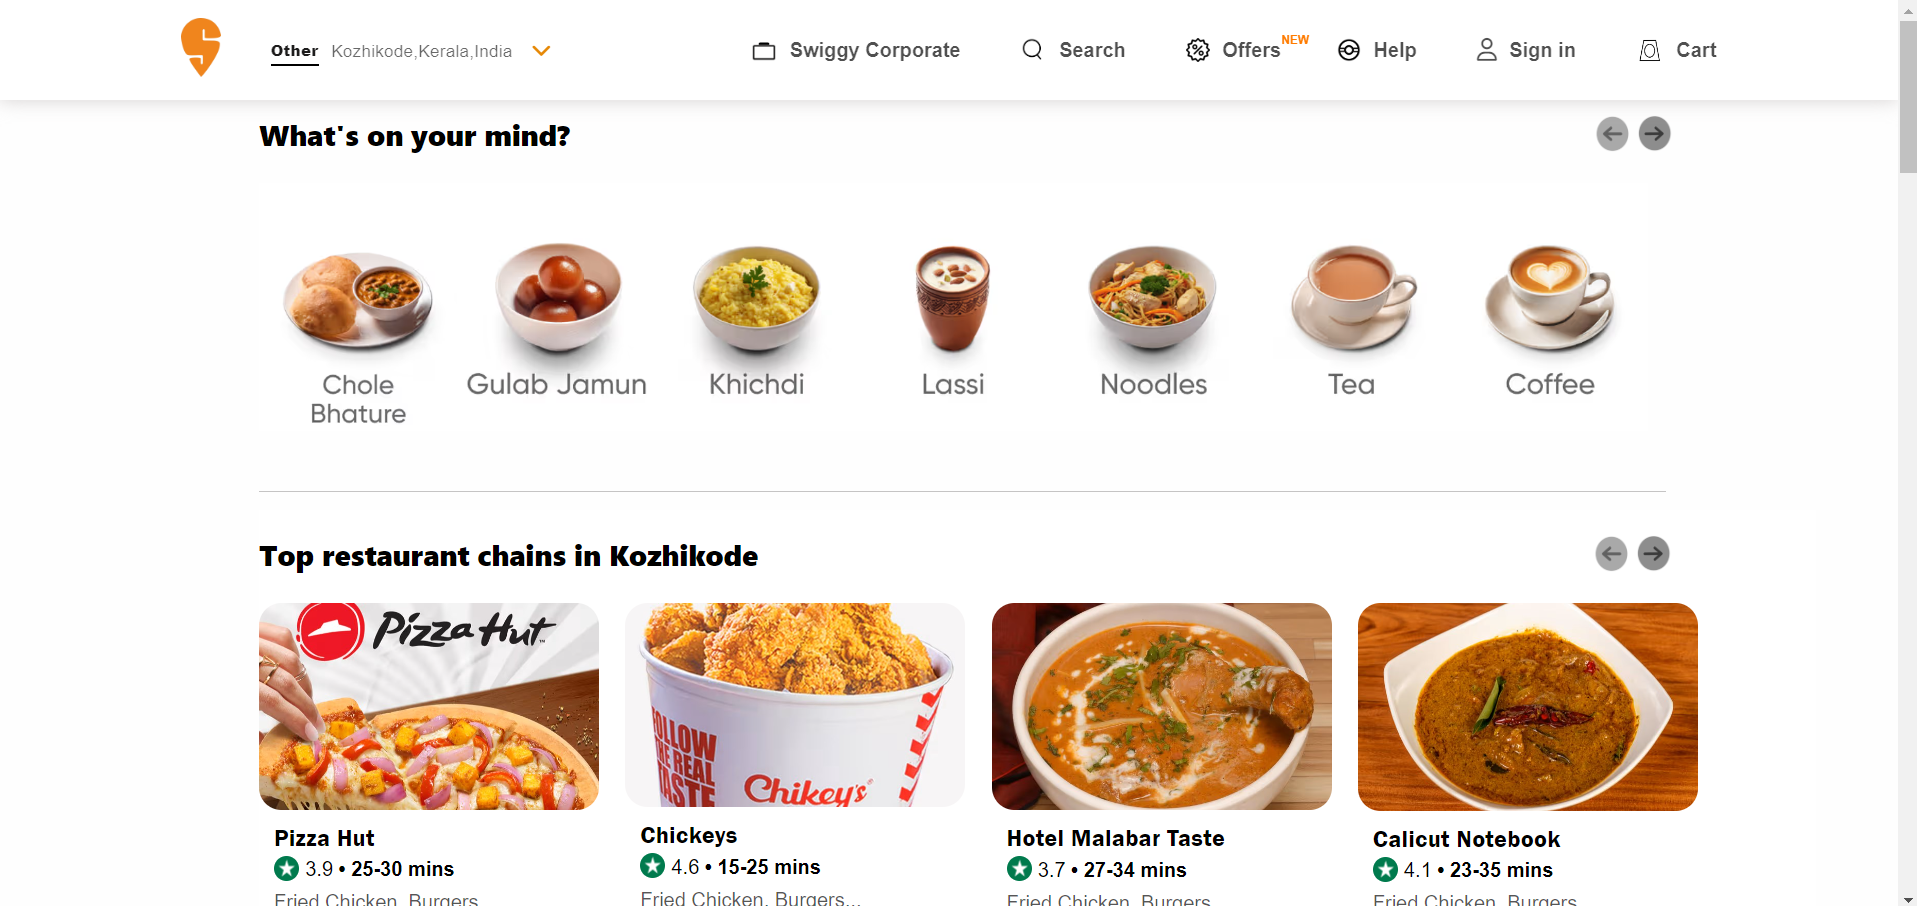 Other Kozhikode,Kerala,India
Swiggy Corporate
Search
Offers NEW
Help
Sign in
Cart
What's on your mind?
Chole
Bhature
Gulab Jamun
Khichdi
Lassi
Noodles
Tea
Coffee
Top restaurant chains in Kozhikode
Pizza Hut
FOLLOW
THE REAL
TASTE
Chikey's
Pizza Hut
3.9 • 25-30 mins
Fried Chicken, Burgers
Chickeys
4.6 • 15-25 mins
Fried Chicken, Burgers...
Hotel Malabar Taste
3.7 • 27-34 mins
Fried Chicken, Burgers
Calicut Notebook
4.1 • 23-35 mins
Fried Chicken, Burgers